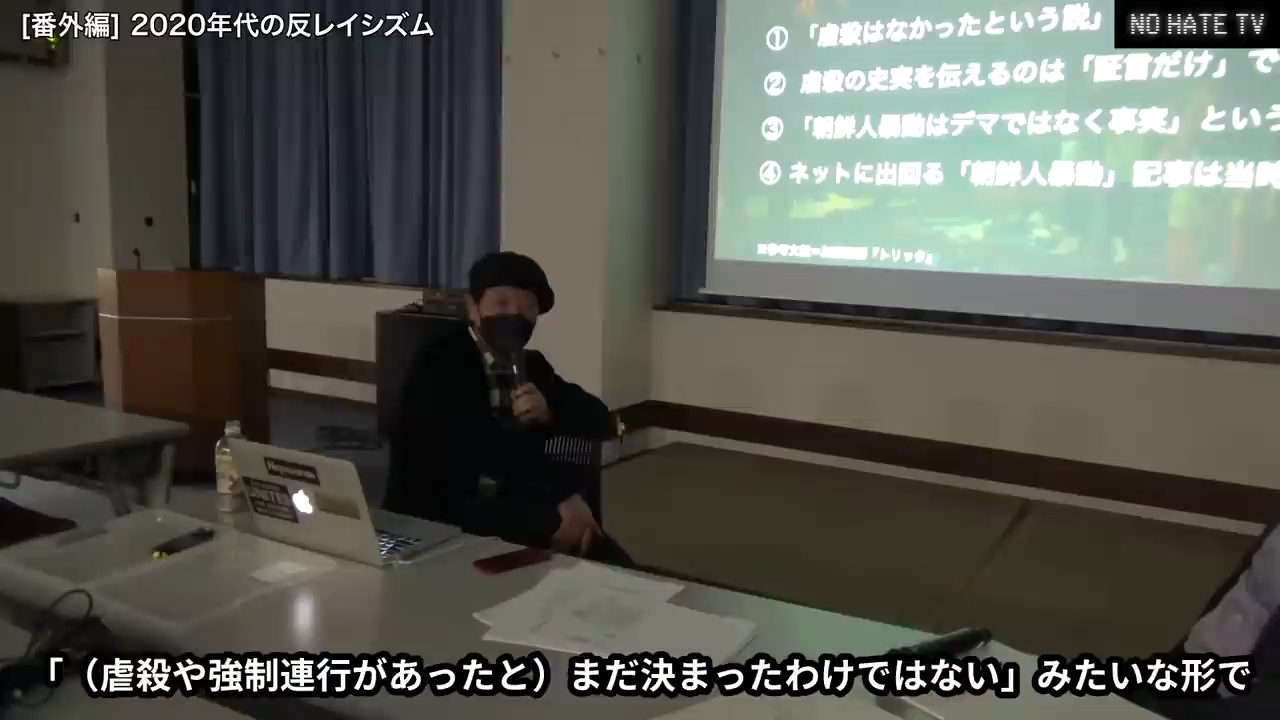 [番外編] 2020年代の反レイシズム
NO HATE TV
① 「虐殺はなかったという説」
② 虐殺の史実を伝えるのは「証言だけ」で
③ 「朝鮮人暴動はデマではなく事実」という
④ ネットに出回る「朝鮮人暴動」記事は当時
『トリック』
「（虐殺や強制連行があったと）まだ決まったわけではない」みたいな形で